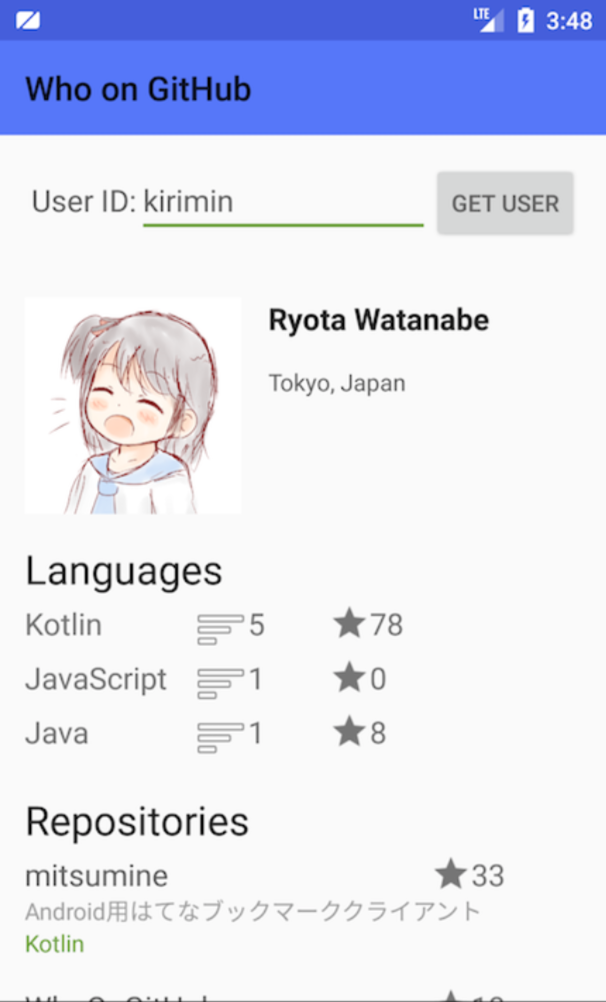 LTE 3:48
Who on GitHub
User ID: kirimin GET USER
Ryota Watanabe
Tokyo, Japan
Languages
Kotlin 5 78
JavaScript 1 0
Java 1 8
Repositories
mitsumine 33
Android用はてなブックマーククライアント
Kotlin